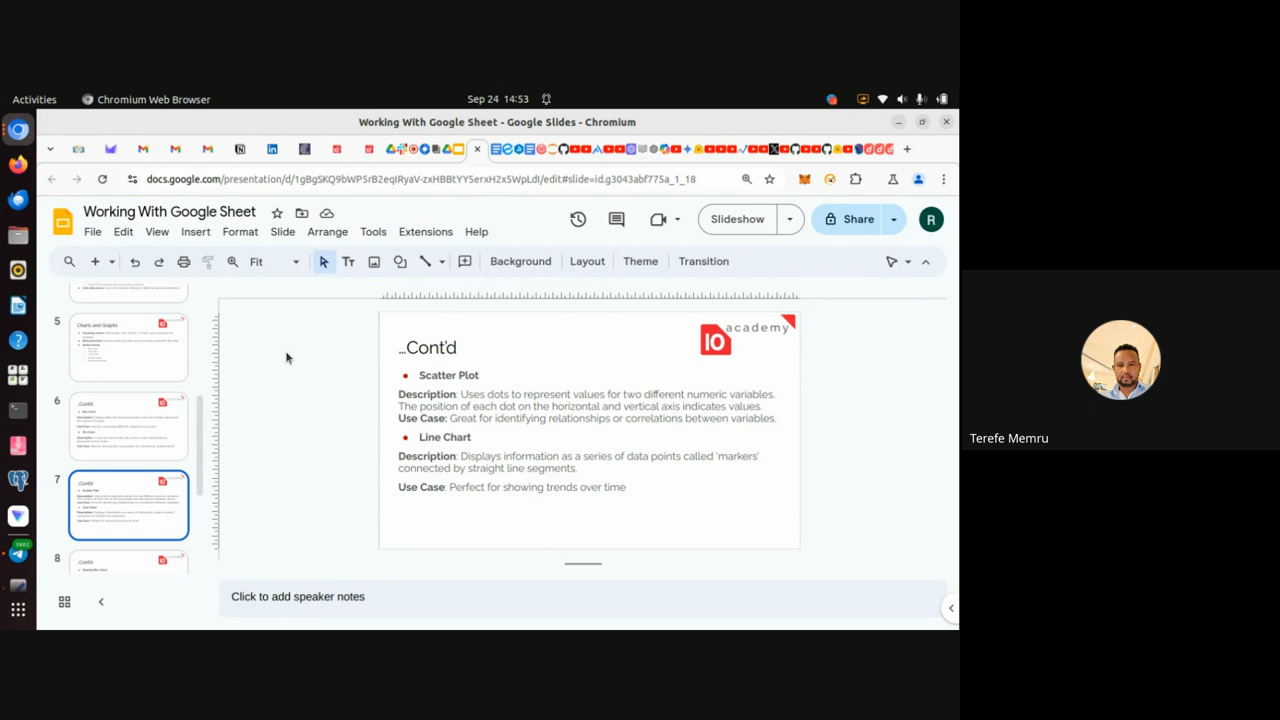 Activities
Chromium Web Browser
Sep 24 14:53
Working With Google Sheet - Google Slides - Chromium
docs.google.com/presentation/d/1gBgSKQ9bWP5rB2eqIRyaV-zxHBBtYY5erxH2x5WpLdI/edit#slide=id.g3043abf775a_1_18
Working With Google Sheet
File Edit View Insert Format Slide Arrange Tools Extensions Help
Slideshow
Share
R
Fit
Background Layout Theme Transition
5
Charts and Graphs
6
7
8
10 academy
...Cont'd
• Scatter Plot
Description: Uses dots to represent values for two different numeric variables.
The position of each dot on the horizontal and vertical axis indicates values.
Use Case: Great for identifying relationships or correlations between variables.
• Line Chart
Description: Displays information as a series of data points called 'markers'
connected by straight line segments.
Use Case: Perfect for showing trends over time
Click to add speaker notes
Terefe Memru